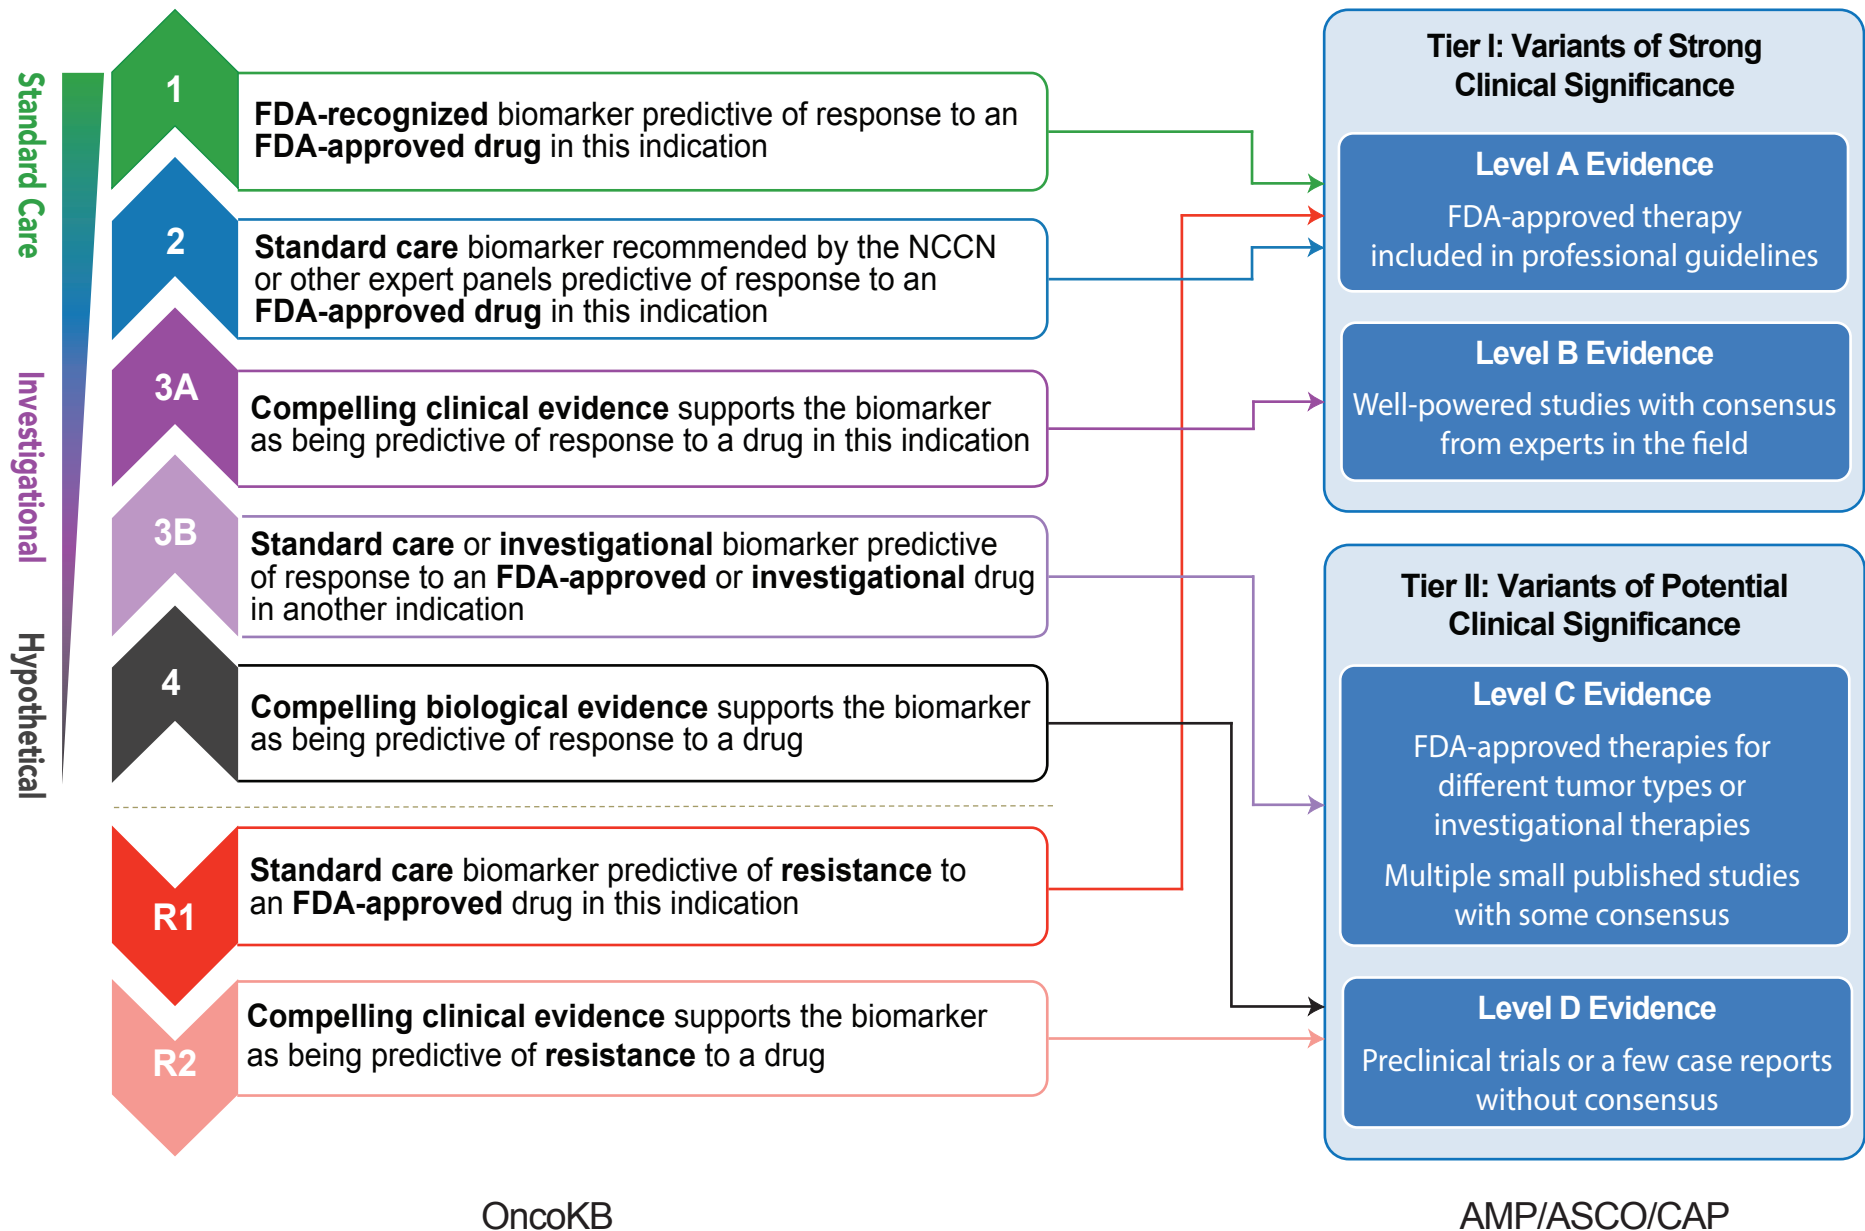 Standard Care
Investigational
Hypothetical
1
FDA-recognized biomarker predictive of response to an
FDA-approved drug in this indication
2
Standard care biomarker recommended by the NCCN
or other expert panels predictive of response to an
FDA-approved drug in this indication
3A
Compelling clinical evidence supports the biomarker
as being predictive of response to a drug in this indication
3B
Standard care or investigational biomarker predictive
of response to an FDA-approved or investigational drug
in another indication
4
Compelling biological evidence supports the biomarker
as being predictive of response to a drug
R1
Standard care biomarker predictive of resistance to
an FDA-approved drug in this indication
R2
Compelling clinical evidence supports the biomarker
as being predictive of resistance to a drug
OncoKB
Tier I: Variants of Strong
Clinical Significance
Level A Evidence
FDA-approved therapy
included in professional guidelines
Level B Evidence
Well-powered studies with consensus
from experts in the field
Tier II: Variants of Potential
Clinical Significance
Level C Evidence
FDA-approved therapies for
different tumor types or
investigational therapies
Multiple small published studies
with some consensus
Level D Evidence
Preclinical trials or a few case reports
without consensus
AMP/ASCO/CAP